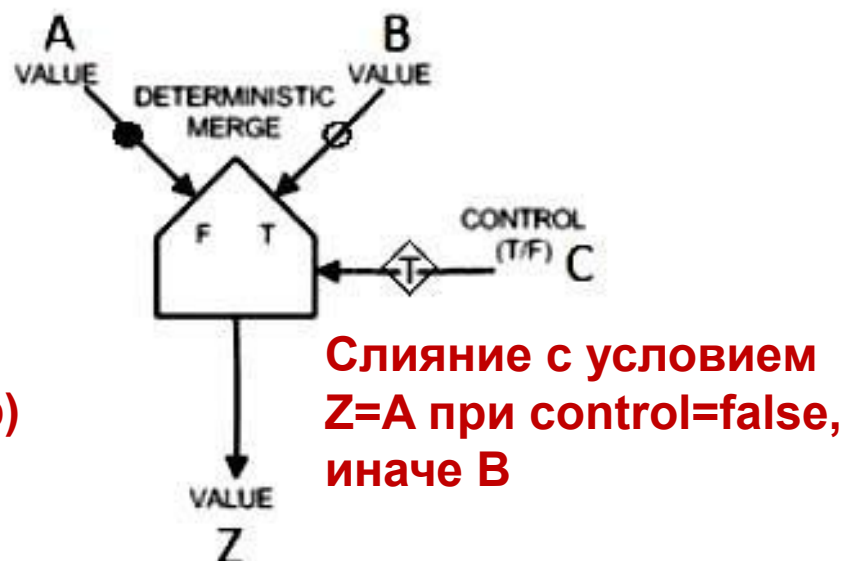 A
VALUE
B
VALUE
DETERMINISTIC
MERGE
F T
CONTROL
(T/F) C
T
)
Слияние с условием
Z=A при control=false,
иначе B
VALUE
Z